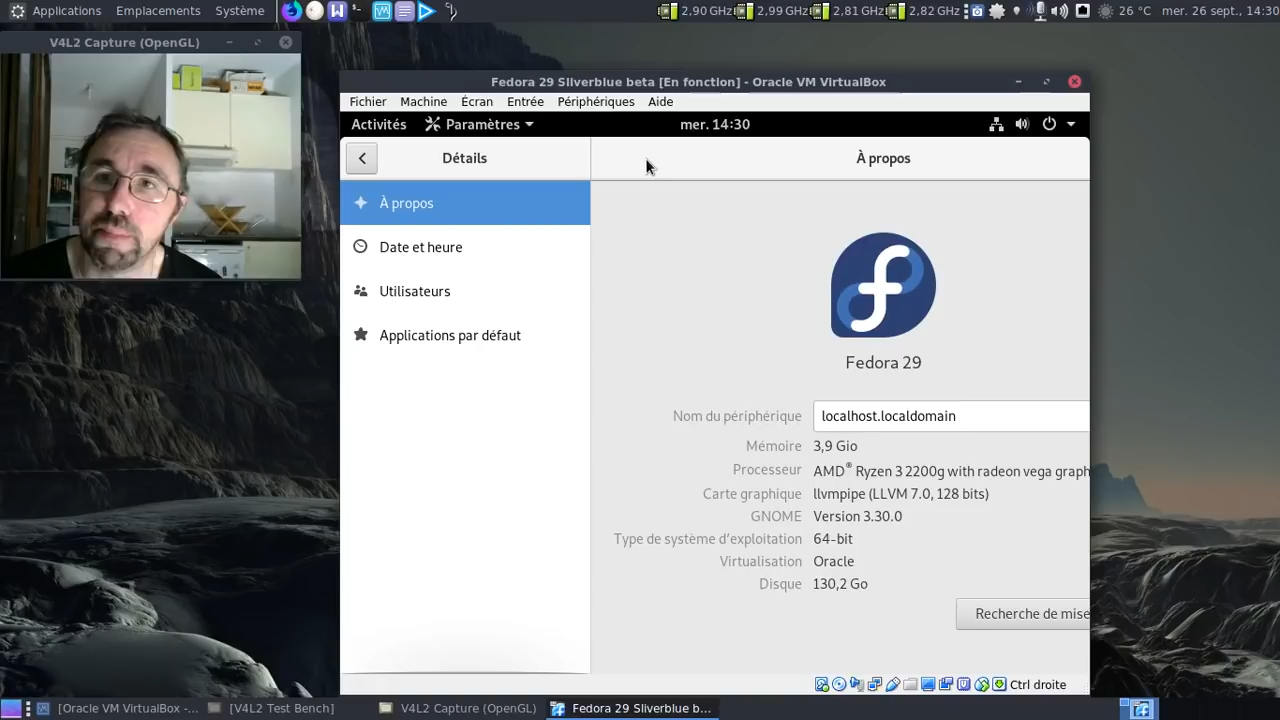 Applications Emplacements Système
2,90 GHz 2,99 GHz 2,81 GHz 2,82 GHz 26 °C mer. 26 sept., 14:30
V4L2 Capture (OpenGL)
Fedora 29 Sliverblue beta [En fonction] - Oracle VM VirtualBox
Fichier Machine Écran Entrée Périphériques Aide
Activités Paramètres mer. 14:30
Détails À propos
À propos
Date et heure
Utilisateurs
Applications par défaut
Fedora 29
Nom du périphérique localhost.localdomain
Mémoire 3,9 Gio
Processeur AMD® Ryzen 3 2200g with radeon vega graph
Carte graphique llvmpipe (LLVM 7.0, 128 bits)
GNOME Version 3.30.0
Type de système d’exploitation 64-bit
Virtualisation Oracle
Disque 130,2 Go
Recherche de mise
Ctrl droite
[Oracle VM VirtualBox -... [V4L2 Test Bench] V4L2 Capture (OpenGL) Fedora 29 Sliverblue b...